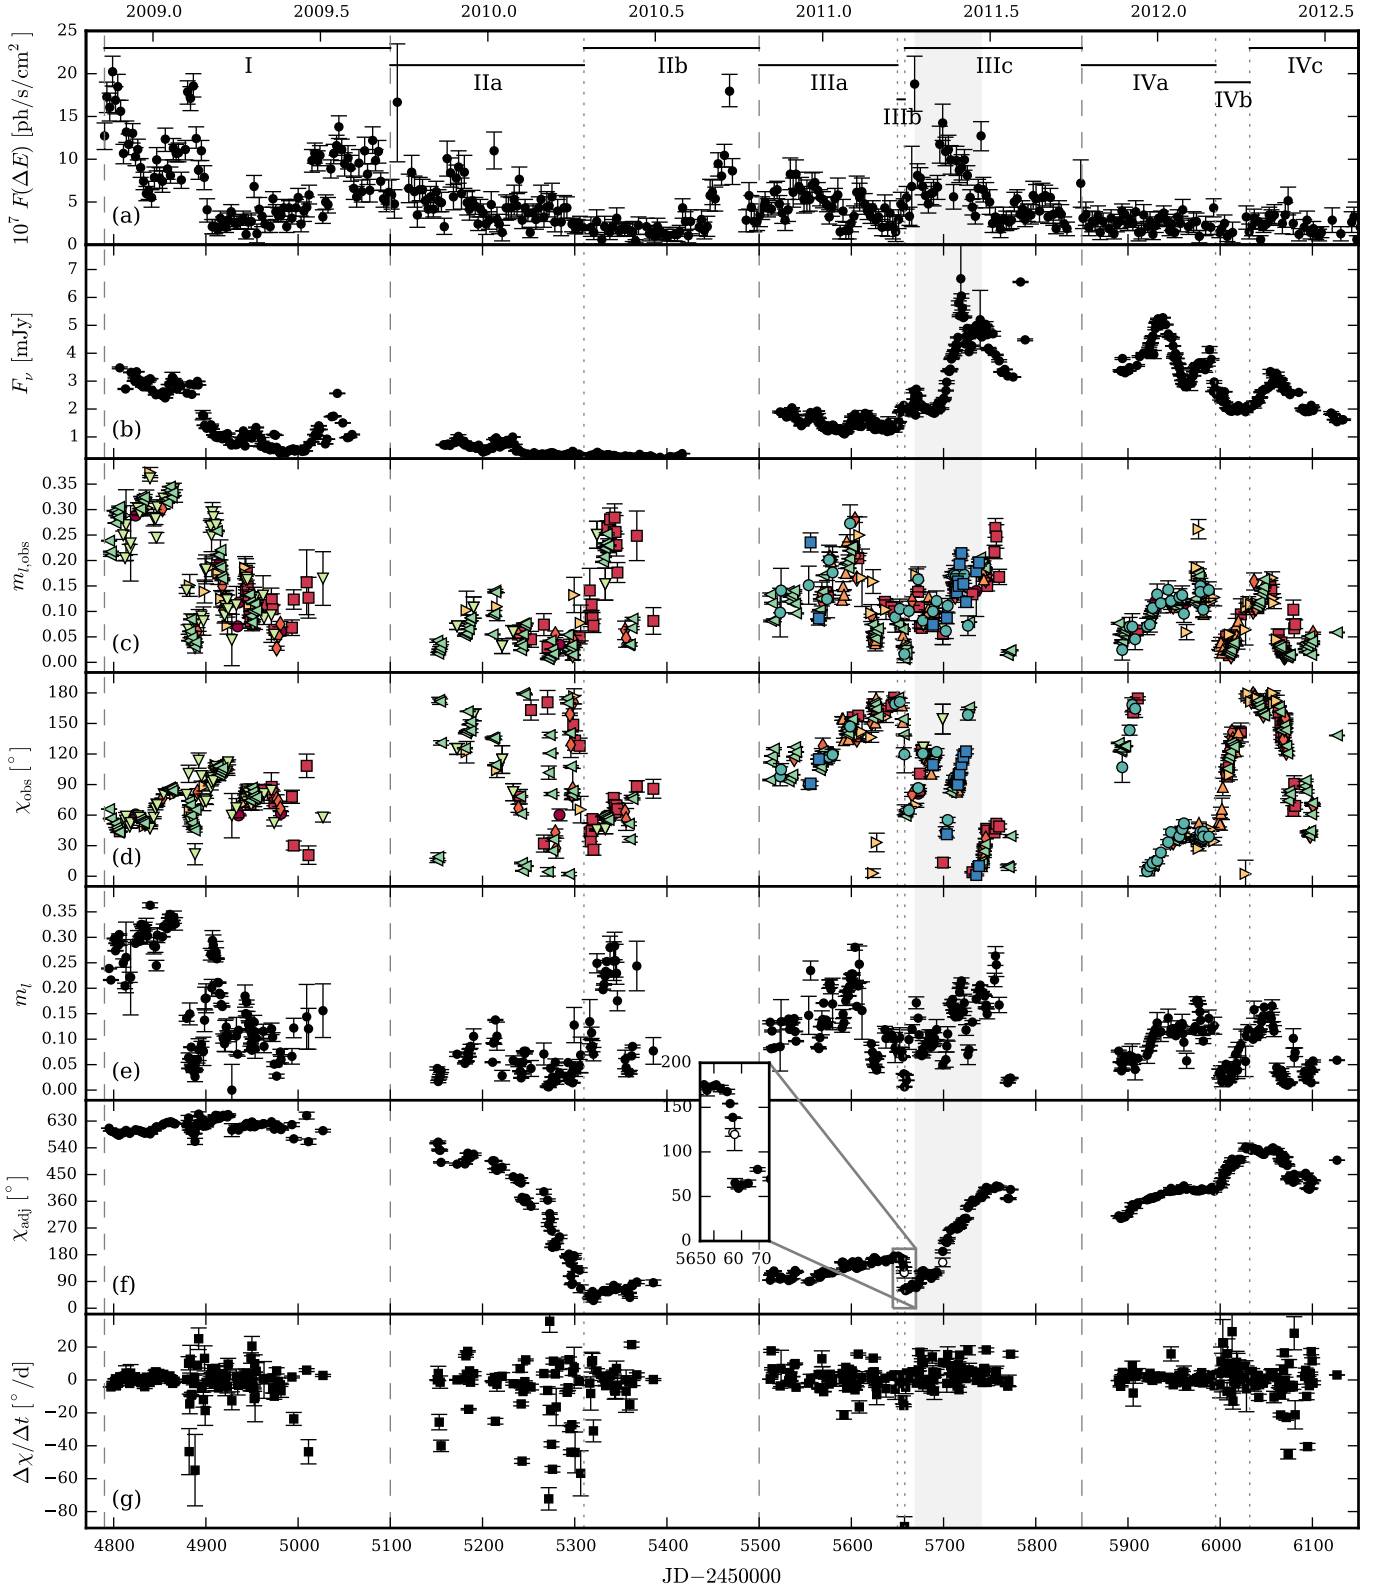 2009.0 2009.5 2010.0 2010.5 2011.0 2011.5 2012.0 2012.5
I IIa IIb IIIa IIIb IIIc IVa IVb IVc
25
20
15
10
5
0
10⁷ F(ΔE) [ph/s/cm²]
(a)
7
6
5
4
3
2
1
F_ν [mJy]
(b)
0.35
0.30
0.25
0.20
0.15
0.10
0.05
0.00
m_l,obs
(c)
180
150
120
90
60
30
0
χ_obs [°]
(d)
0.35
0.30
0.25
0.20
0.15
0.10
0.05
0.00
m_l
(e)
630
540
450
360
270
180
90
0
χ_adj [°]
(f)
200
150
100
50
0
5650 60 70
20
0
−20
−40
−60
−80
Δχ/Δt [°/d]
(g)
4800 4900 5000 5100 5200 5300 5400 5500 5600 5700 5800 5900 6000 6100
JD−2450000